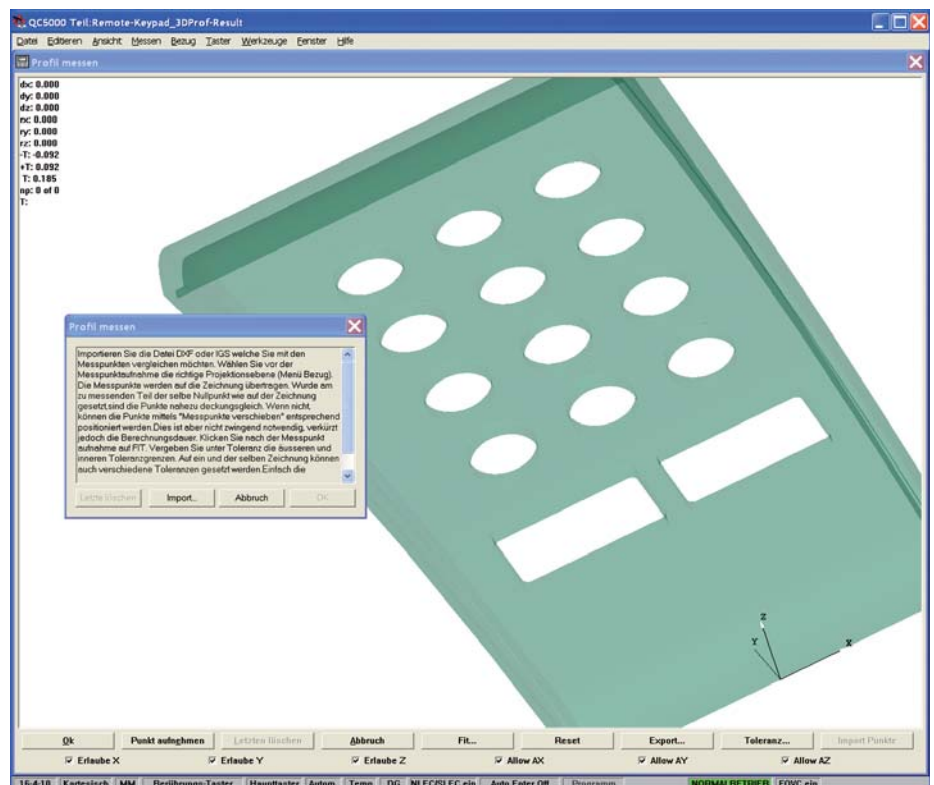 QC5000 Teil:Remote-Keypad_3DProf-Result
Datei Editieren Ansicht Messen Bezug Taster Werkzeuge Fenster Hilfe
Profil messen
dx: 0.000
dy: 0.000
dz: 0.000
rx: 0.000
ry: 0.000
rz: 0.000
-T: -0.092
+T: 0.092
T: 0.185
np: 0 of 0
T:
Profil messen
Importieren Sie die Datei DXF oder IGS welche Sie mit den
Messpunkten vergleichen möchten. Wählen Sie vor der
Messpunktaufnahme die richtige Projektionsebene (Menü Bezug).
Die Messpunkte werden auf die Zeichnung übertragen. Wurde am
zu messenden Teil der selbe Nullpunkt wie auf der Zeichnung
gesetzt,sind die Punkte nahezu deckungsgleich. Wenn nicht,
können die Punkte mittels "Messpunkte verschieben" entsprechend
positioniert werden.Dies ist aber nicht zwingend notwendig, verkürzt
jedoch die Berechnungsdauer. Klicken Sie nach der Messpunkt
aufnahme auf FIT. Vergeben Sie unter Toleranz die äusseren und
inneren Toleranzgrenzen. Auf ein und der selben Zeichnung können
auch verschiedene Toleranzen gesetzt werden.Einfach die
Letzte löschen Import... Abbruch OK
Z
Y X
Ok Punkt aufnehmen Letzten löschen Abbruch Fit... Reset Export... Toleranz... Import Punkte
Erlaube X Erlaube Y Erlaube Z Allow AX Allow AY Allow AZ
16:4:10 Kartesisch MM Berührungs-Taster Haupttaster Autom. Temp DG NLEC/SLEC ein Auto Enter Off Programm NORMALBETRIEB FOVC ein